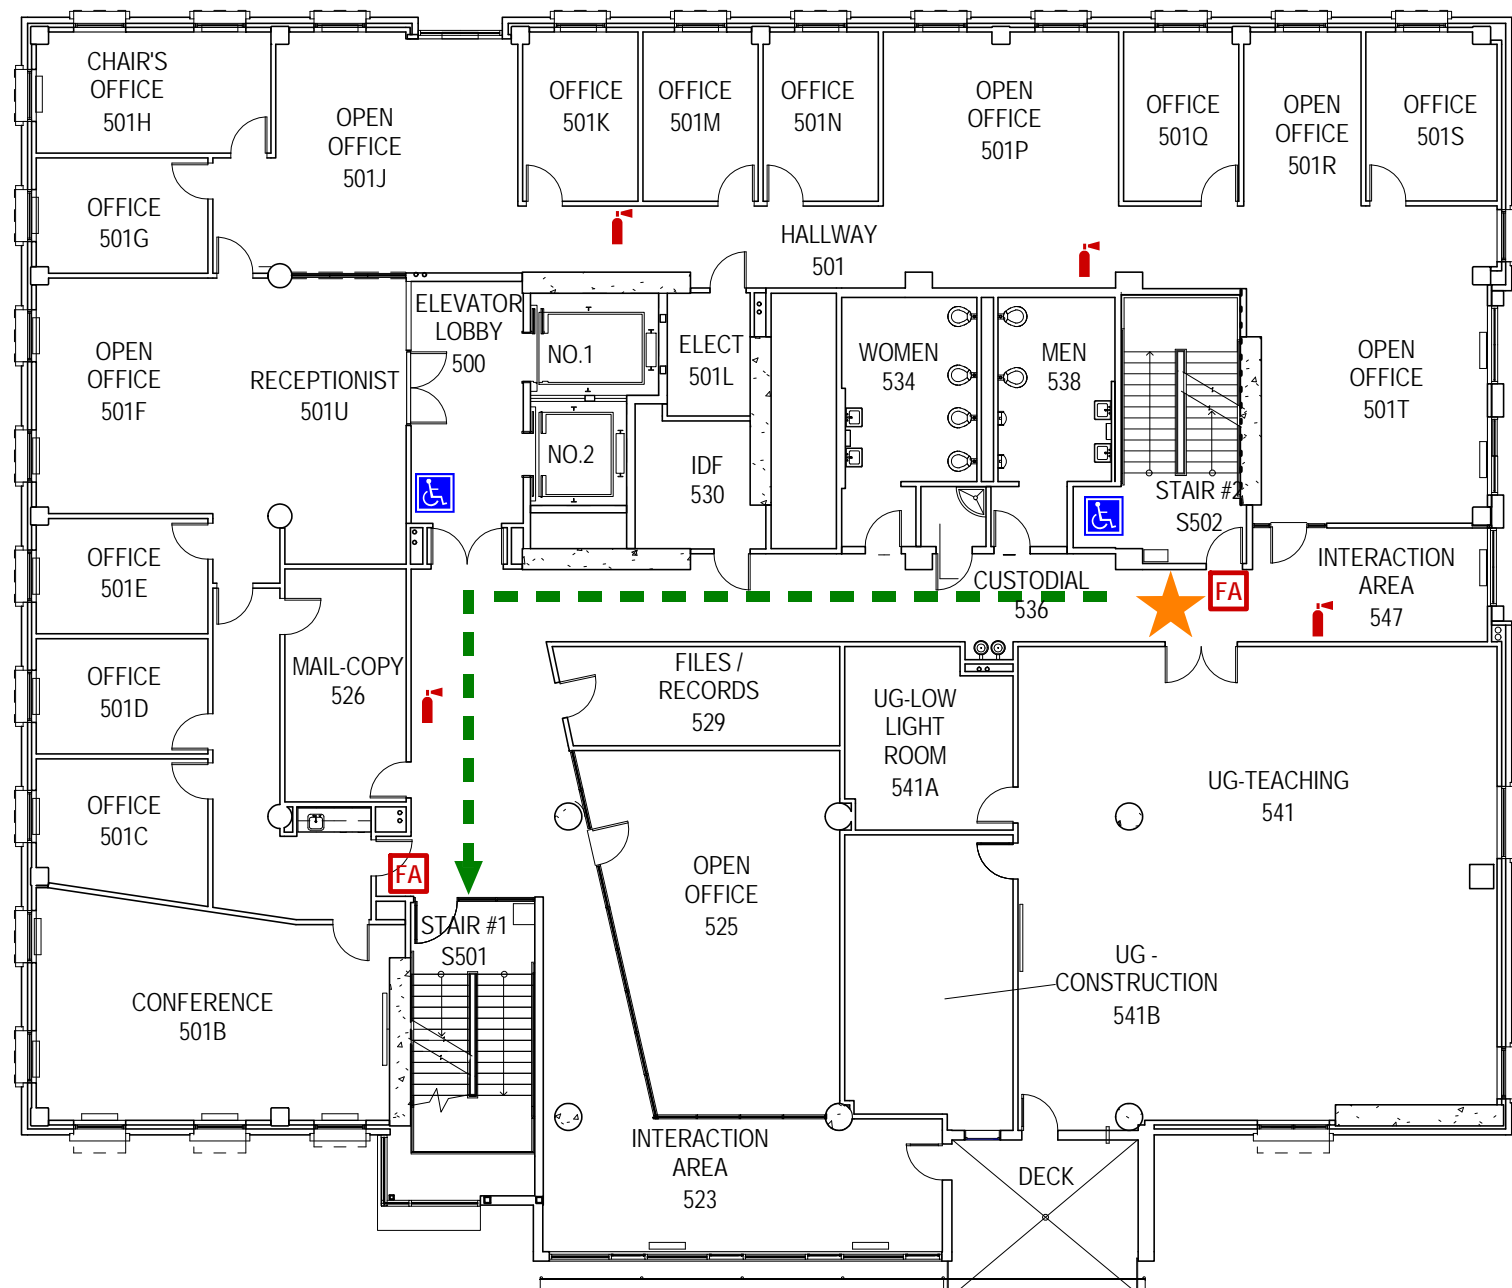 CHAIR'S
OFFICE
501H
OPEN
OFFICE
501J
OFFICE
501K
OFFICE
501M
OFFICE
501N
OPEN
OFFICE
501P
OFFICE
501Q
OPEN
OFFICE
501R
OFFICE
501S
OFFICE
501G
HALLWAY
501
ELEVATOR
LOBBY
500
NO.1
ELECT
501L
WOMEN
534
MEN
538
OPEN
OFFICE
501F
RECEPTIONIST
501U
OPEN
OFFICE
501T
NO.2
IDF
530
STAIR #2
S502
OFFICE
501E
CUSTODIAL
536
FA
INTERACTION
AREA
547
OFFICE
501D
MAIL-COPY
526
FILES /
RECORDS
529
UG-LOW
LIGHT
ROOM
541A
UG-TEACHING
541
OFFICE
501C
FA
OPEN
OFFICE
525
STAIR #1
S501
UG -
CONSTRUCTION
541B
CONFERENCE
501B
INTERACTION
AREA
523
DECK